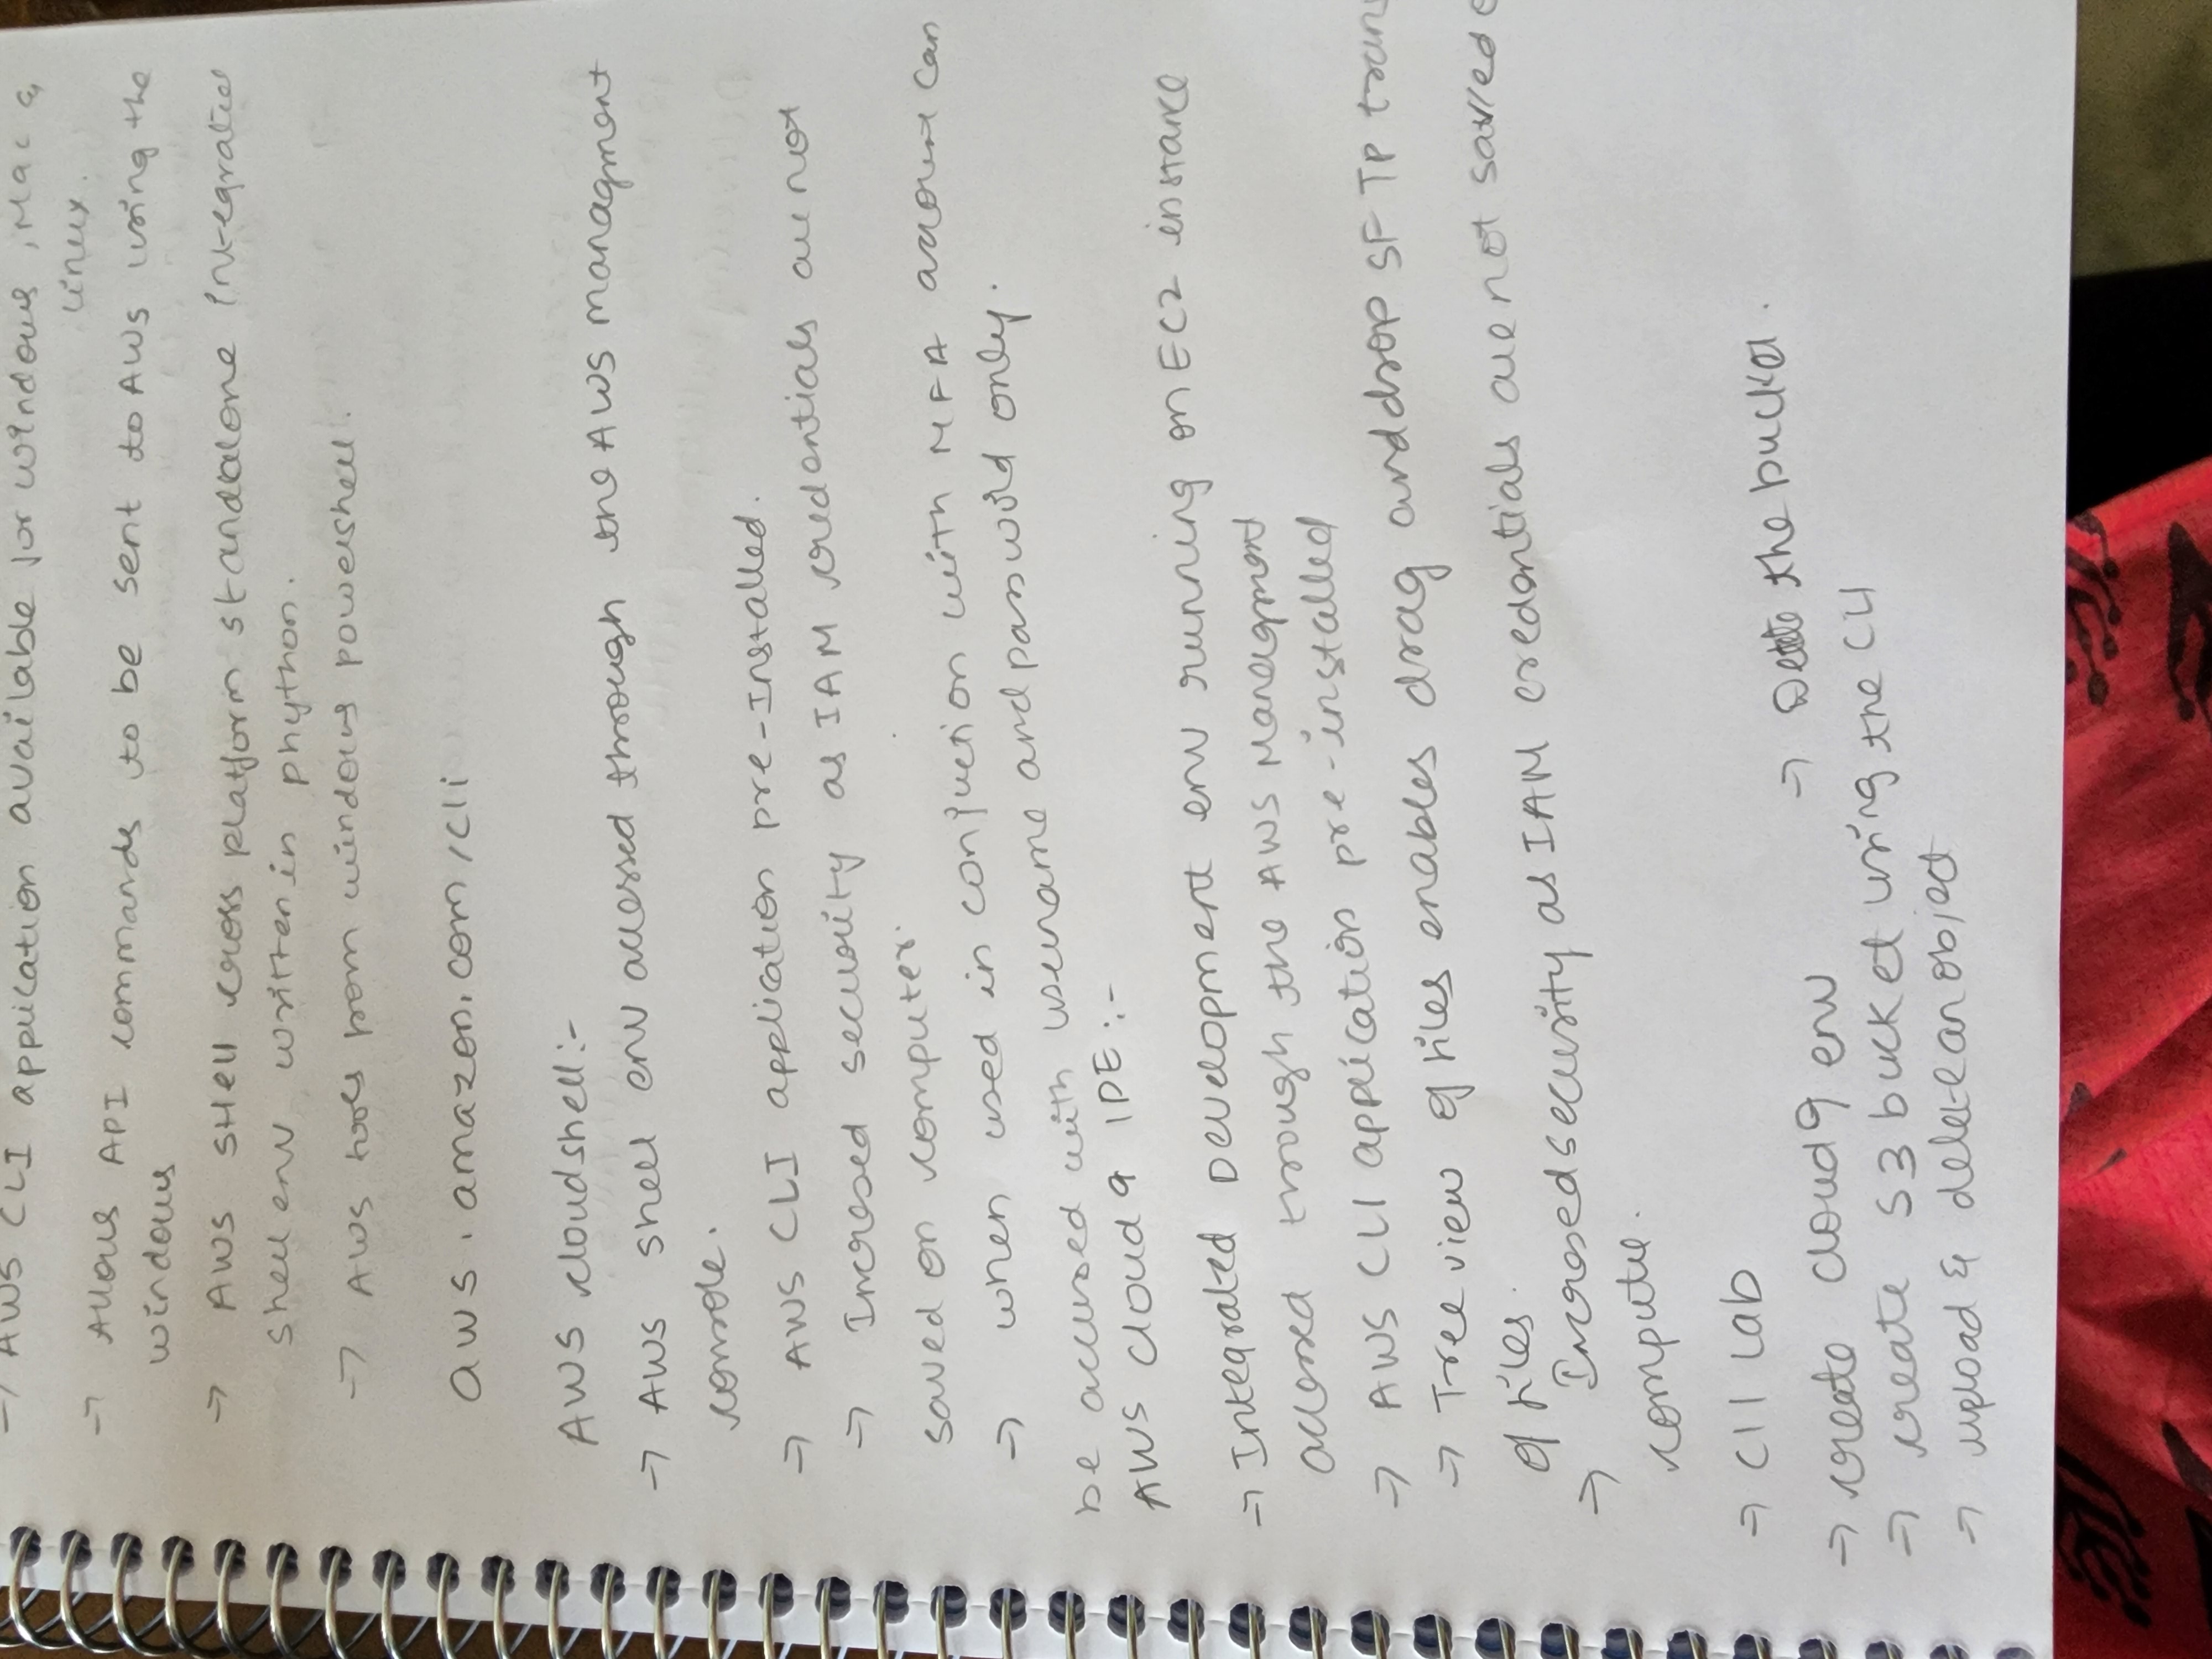 → AWS CLI application available for windows, Mac &
linux.
→ Allows API commands to be sent to AWS using the
windows
→ AWS SHell cross platform standalone integrated
shell env written in phython.
→ AWS tools from windows powershell.
aws.amazon.com/cli
AWS cloudshell:-
→ AWS shell env accessed through the AWS managment
console.
→ AWS CLI application pre-Installed.
→ Incresed security as IAM credentials are not
saved on computer.
→ when used in conjuction with MFA account can
be accessed with username and password only.
AWS cloud 9 IDE:-
→ Integrated Development env running on EC2 instance
accessed through the AWS Managment
→ AWS CLI application pre-installed
→ Tree view of files enables drag and drop SFTP trans
of files.
→ Incresed security as IAM credentials are not saved o
computer.
→ ClI Lab
→ create cloud9 env
→ Delete the bucket.
→ create S3 bucket using the CLI
→ upload & delete an object